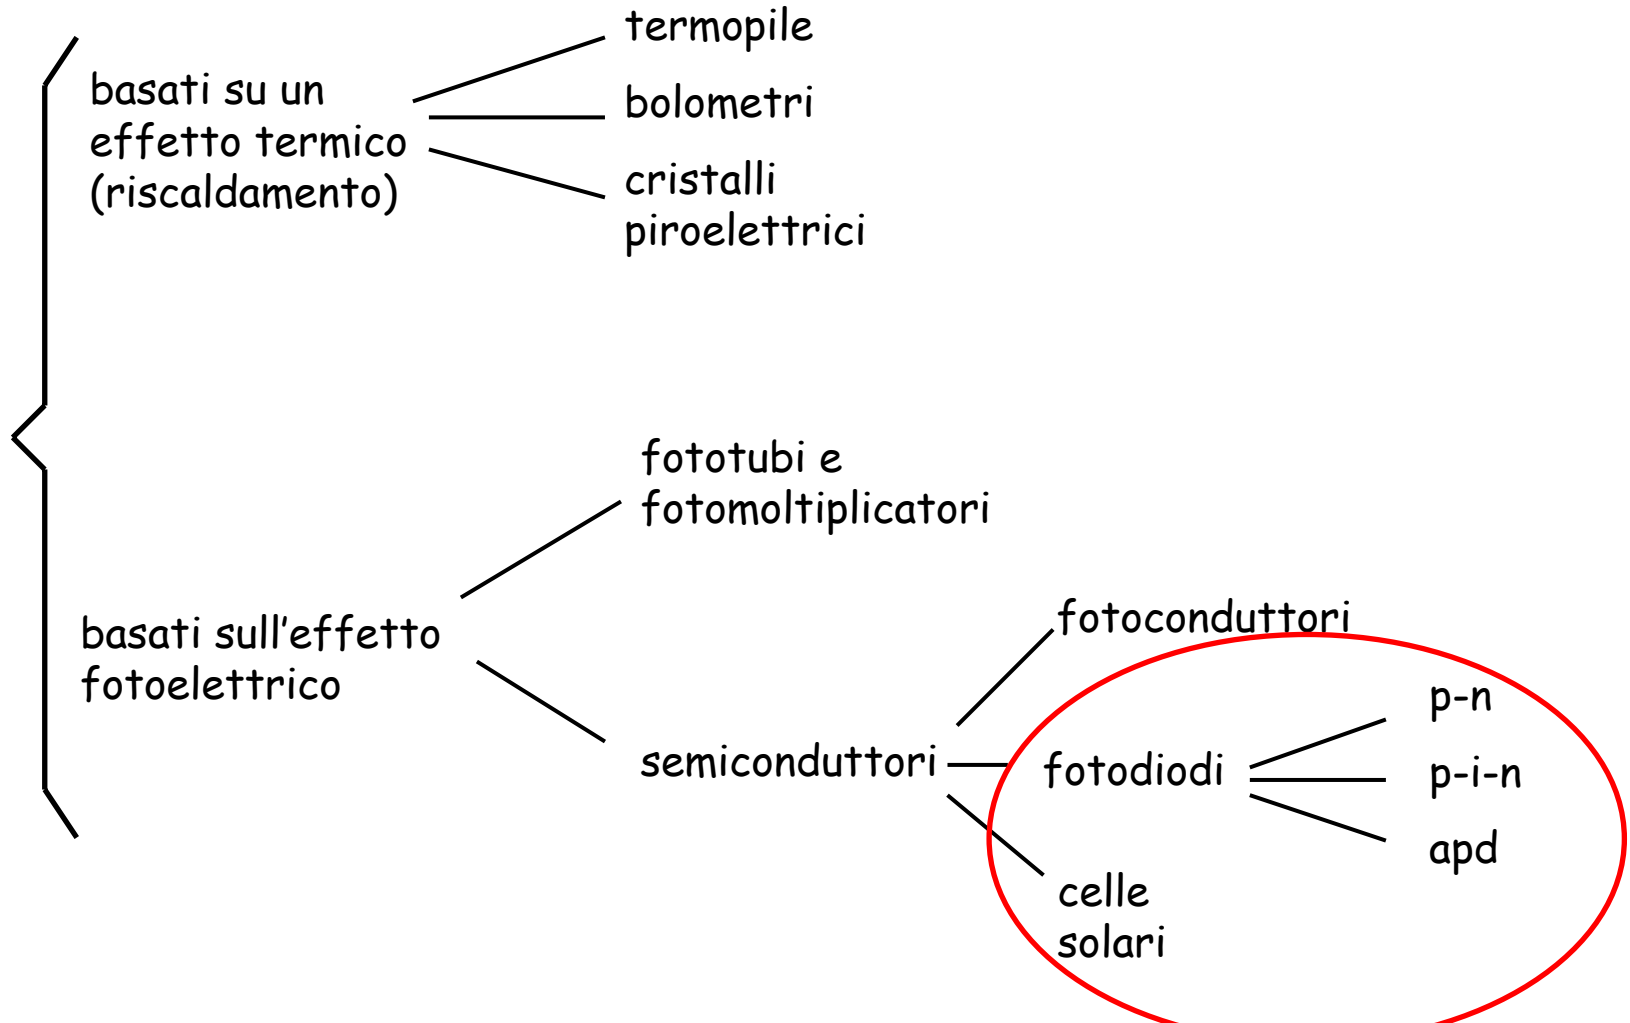 termopile
basati su un
effetto termico
(riscaldamento)
bolometri
cristalli
piroelettrici
fototubi e
fotomoltiplicatori
basati sull'effetto
fotoelettrico
semiconduttori
fotoconduttori
fotodiodi
p-n
p-i-n
apd
celle
solari